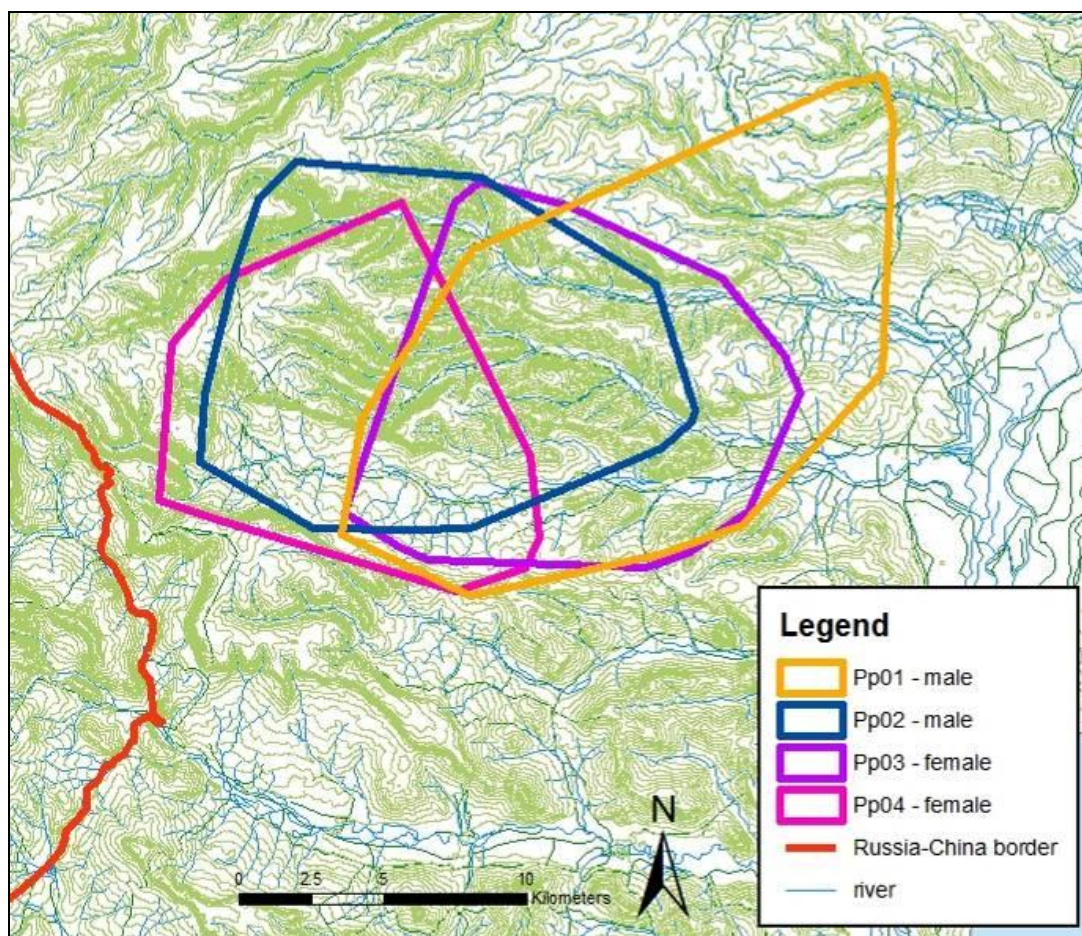 Legend
Pp01 - male
Pp02 - male
Pp03 - female
Pp04 - female
Russia-China border
river
N
0 2.5 5 10
Kilometers